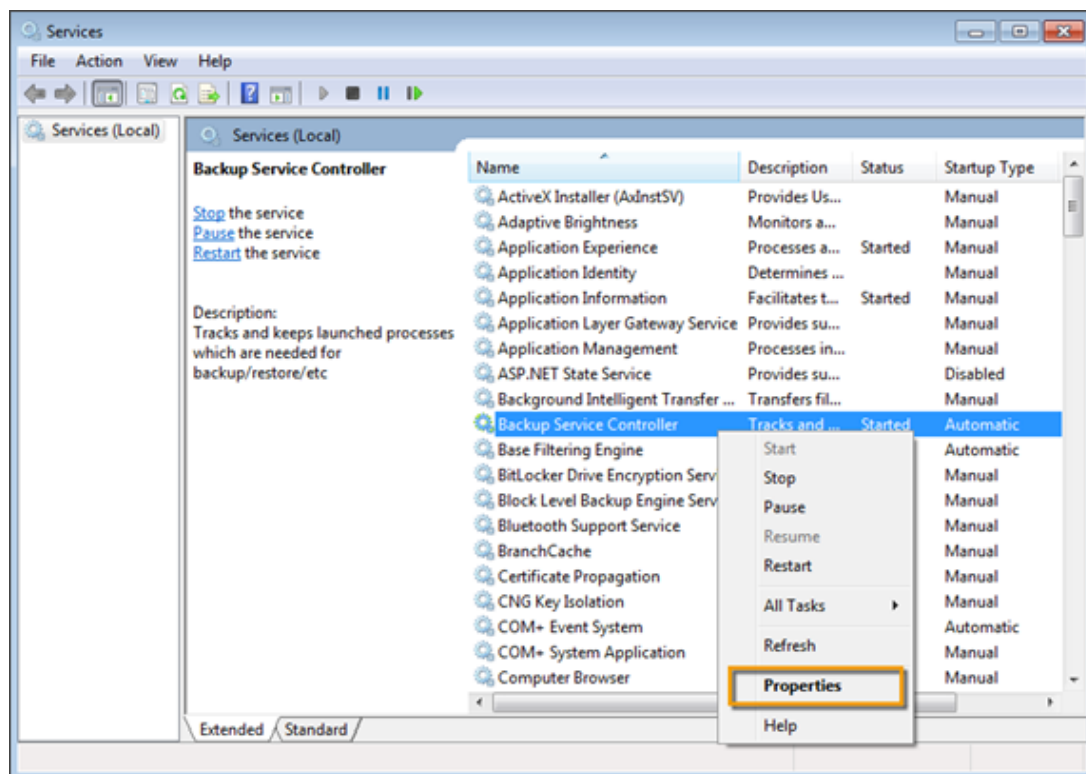 Services
File Action View Help
Services (Local)
Services (Local)
Backup Service Controller
Stop the service
Pause the service
Restart the service
Description:
Tracks and keeps launched processes
which are needed for
backup/restore/etc
Name Description Status Startup Type
ActiveX Installer (AxInstSV) Provides Us... Manual
Adaptive Brightness Monitors a... Manual
Application Experience Processes a... Started Manual
Application Identity Determines ... Manual
Application Information Facilitates t... Started Manual
Application Layer Gateway Service Provides su... Manual
Application Management Processes in... Manual
ASP.NET State Service Provides su... Disabled
Background Intelligent Transfer ... Transfers fil... Manual
Backup Service Controller Tracks and ... Started Automatic
Base Filtering Engine Automatic
BitLocker Drive Encryption Serv Manual
Block Level Backup Engine Serv Manual
Bluetooth Support Service Manual
BranchCache Manual
Certificate Propagation Manual
CNG Key Isolation Manual
COM+ Event System Automatic
COM+ System Application Manual
Computer Browser Manual
Start
Stop
Pause
Resume
Restart
All Tasks
Refresh
Properties
Help
Extended Standard